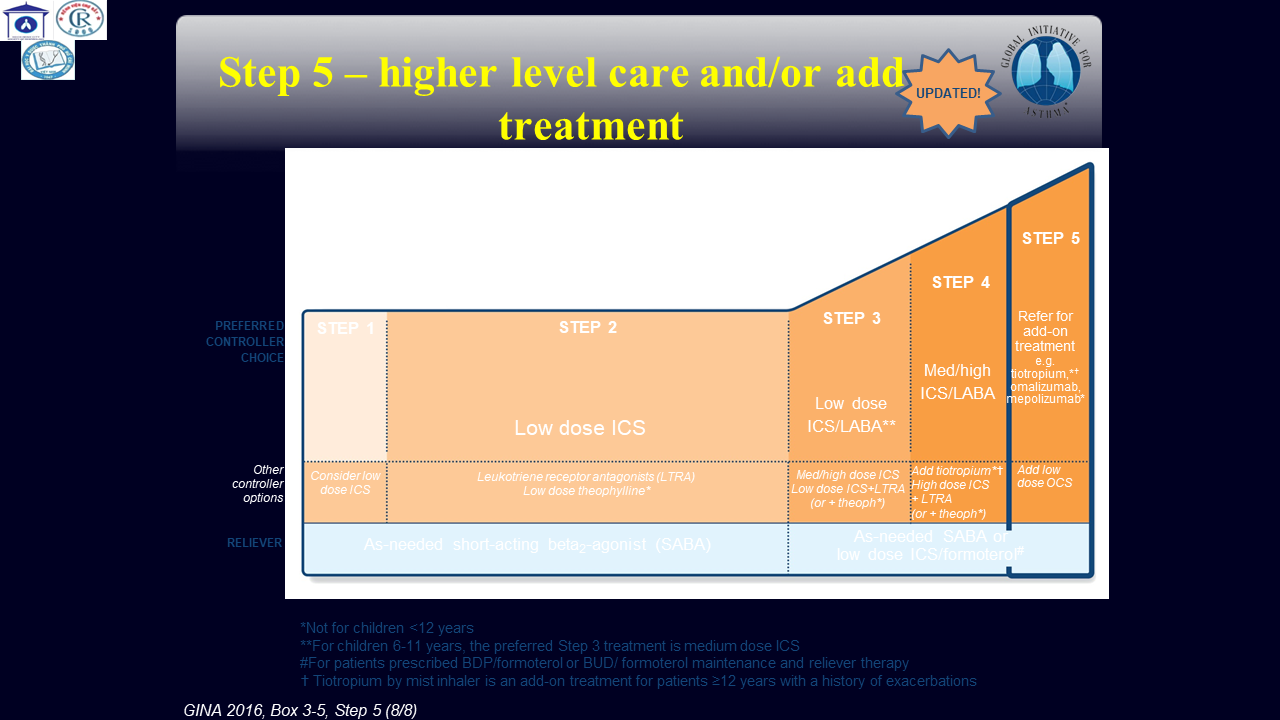 Step 5 – higher level care and/or add
treatment
UPDATED!
GLOBAL INITIATIVE FOR
ASTHMA
PREFERRED
CONTROLLER
CHOICE
STEP 1
STEP 2
Low dose ICS
STEP 3
Low dose
ICS/LABA**
STEP 4
Med/high
ICS/LABA
STEP 5
Refer for
add-on
treatment
e.g.
tiotropium,*†
omalizumab,
mepolizumab*
Other
controller
options
Consider low
dose ICS
Leukotriene receptor antagonists (LTRA)
Low dose theophylline*
Med/high dose ICS
Low dose ICS+LTRA
(or + theoph*)
Add tiotropium*†
High dose ICS
+ LTRA
(or + theoph*)
Add low
dose OCS
RELIEVER
As-needed short-acting beta2-agonist (SABA)
As-needed SABA or
low dose ICS/formoterol#
*Not for children <12 years
**For children 6-11 years, the preferred Step 3 treatment is medium dose ICS
#For patients prescribed BDP/formoterol or BUD/ formoterol maintenance and reliever therapy
† Tiotropium by mist inhaler is an add-on treatment for patients ≥12 years with a history of exacerbations
GINA 2016, Box 3-5, Step 5 (8/8)